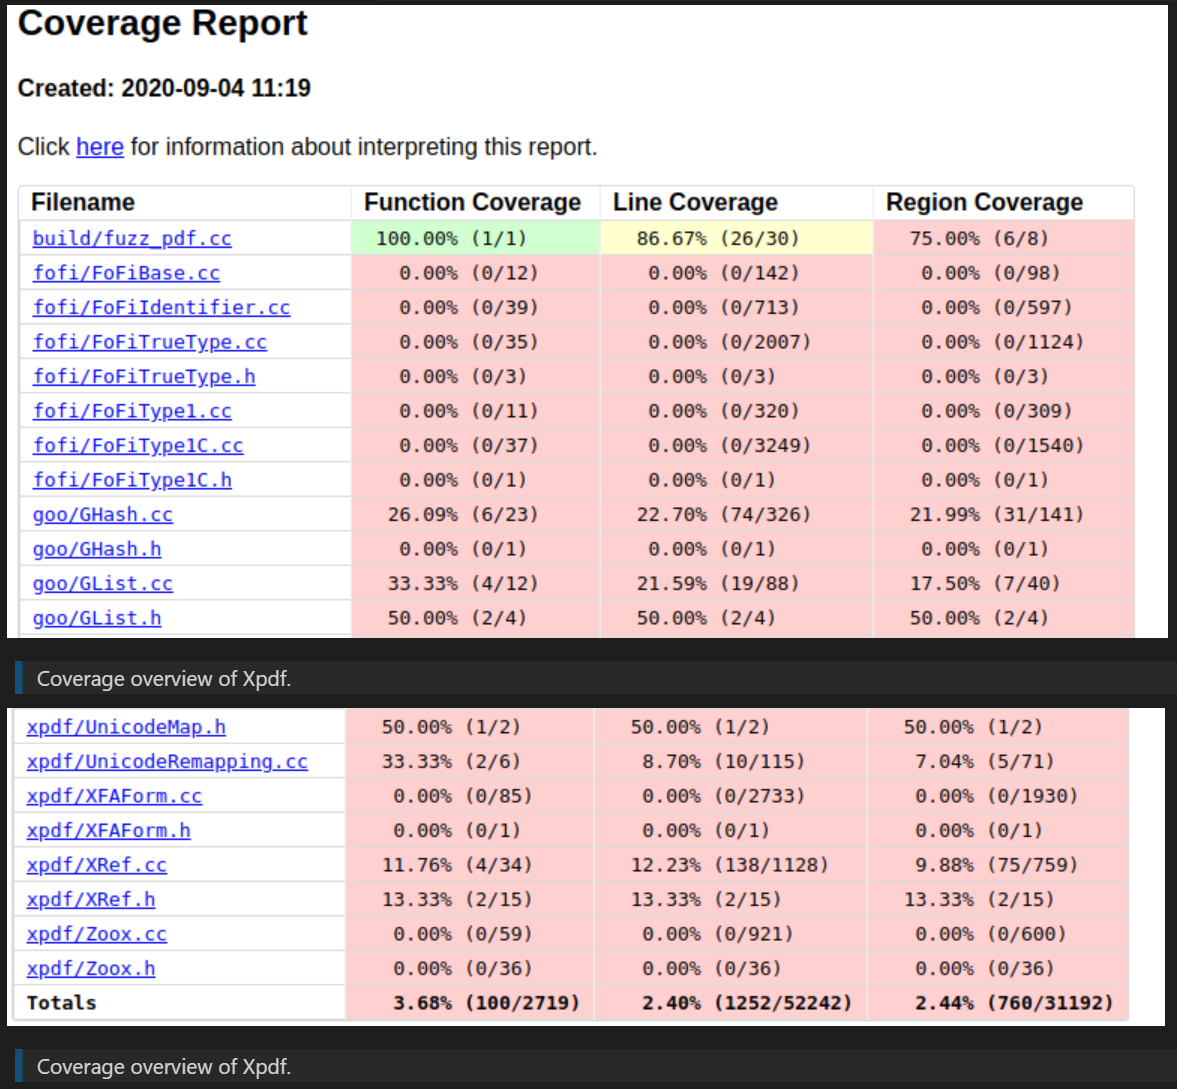 Coverage Report
Created: 2020-09-04 11:19
Click here for information about interpreting this report.
Filename Function Coverage Line Coverage Region Coverage
build/fuzz_pdf.cc 100.00% (1/1) 86.67% (26/30) 75.00% (6/8)
fofi/FoFiBase.cc 0.00% (0/12) 0.00% (0/142) 0.00% (0/98)
fofi/FoFiIdentifier.cc 0.00% (0/39) 0.00% (0/713) 0.00% (0/597)
fofi/FoFiTrueType.cc 0.00% (0/35) 0.00% (0/2007) 0.00% (0/1124)
fofi/FoFiTrueType.h 0.00% (0/3) 0.00% (0/3) 0.00% (0/3)
fofi/FoFiType1.cc 0.00% (0/11) 0.00% (0/320) 0.00% (0/309)
fofi/FoFiType1C.cc 0.00% (0/37) 0.00% (0/3249) 0.00% (0/1540)
fofi/FoFiType1C.h 0.00% (0/1) 0.00% (0/1) 0.00% (0/1)
goo/GHash.cc 26.09% (6/23) 22.70% (74/326) 21.99% (31/141)
goo/GHash.h 0.00% (0/1) 0.00% (0/1) 0.00% (0/1)
goo/GList.cc 33.33% (4/12) 21.59% (19/88) 17.50% (7/40)
goo/GList.h 50.00% (2/4) 50.00% (2/4) 50.00% (2/4)
Coverage overview of Xpdf.
xpdf/UnicodeMap.h 50.00% (1/2) 50.00% (1/2) 50.00% (1/2)
xpdf/UnicodeRemapping.cc 33.33% (2/6) 8.70% (10/115) 7.04% (5/71)
xpdf/XFAForm.cc 0.00% (0/85) 0.00% (0/2733) 0.00% (0/1930)
xpdf/XFAForm.h 0.00% (0/1) 0.00% (0/1) 0.00% (0/1)
xpdf/XRef.cc 11.76% (4/34) 12.23% (138/1128) 9.88% (75/759)
xpdf/XRef.h 13.33% (2/15) 13.33% (2/15) 13.33% (2/15)
xpdf/Zoox.cc 0.00% (0/59) 0.00% (0/921) 0.00% (0/600)
xpdf/Zoox.h 0.00% (0/36) 0.00% (0/36) 0.00% (0/36)
Totals 3.68% (100/2719) 2.40% (1252/52242) 2.44% (760/31192)
Coverage overview of Xpdf.